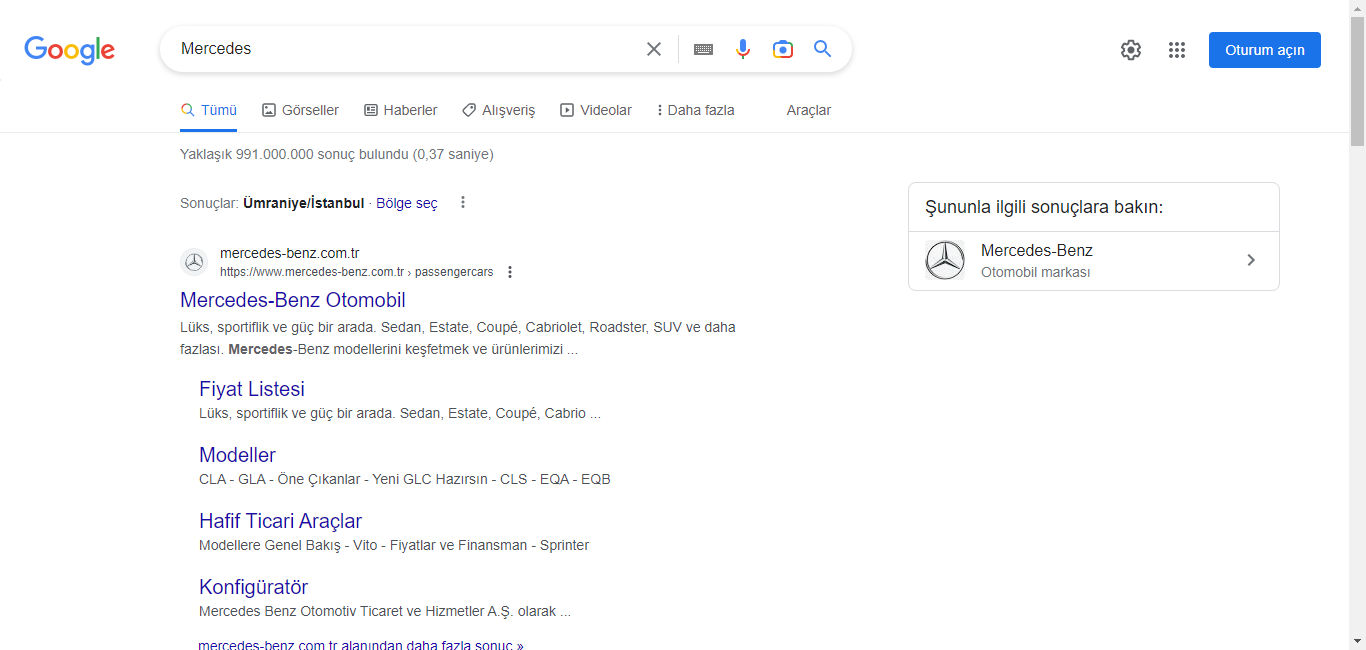 Google
Mercedes
Oturum açın
Tümü
Görseller
Haberler
Alışveriş
Videolar
Daha fazla
Araçlar
Yaklaşık 991.000.000 sonuç bulundu (0,37 saniye)
Sonuçlar: Ümraniye/İstanbul · Bölge seç
mercedes-benz.com.tr
https://www.mercedes-benz.com.tr › passengercars
Mercedes-Benz Otomobil
Lüks, sportiflik ve güç bir arada. Sedan, Estate, Coupé, Cabriolet, Roadster, SUV ve daha
fazlası. Mercedes-Benz modellerini keşfetmek ve ürünlerimizi ...
Fiyat Listesi
Lüks, sportiflik ve güç bir arada. Sedan, Estate, Coupé, Cabrio ...
Modeller
CLA - GLA - Öne Çıkanlar - Yeni GLC Hazırsın - CLS - EQA - EQB
Hafif Ticari Araçlar
Modellere Genel Bakış - Vito - Fiyatlar ve Finansman - Sprinter
Konfigüratör
Mercedes Benz Otomotiv Ticaret ve Hizmetler A.Ş. olarak ...
mercedes-benz.com.tr alanından daha fazla sonuç »
Şununla ilgili sonuçlara bakın:
Mercedes-Benz
Otomobil markası